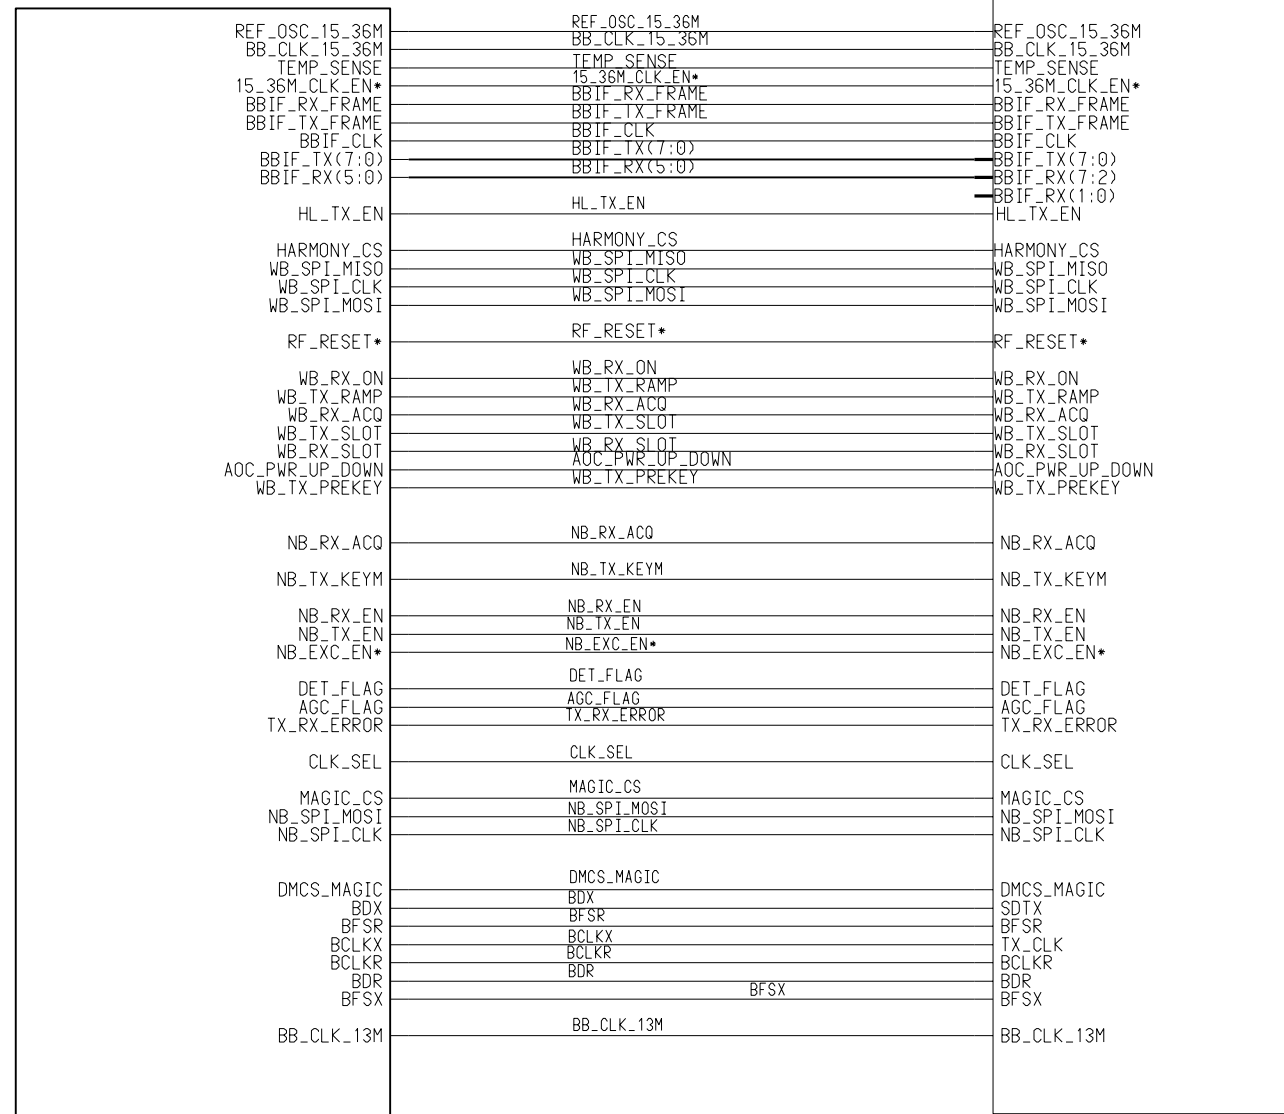 REF_OSC_15_36M REF_OSC_15_36M REF_OSC_15_36M
BB_CLK_15_36M BB_CLK_15_36M BB_CLK_15_36M
TEMP_SENSE TEMP_SENSE TEMP_SENSE
15_36M_CLK_EN* 15_36M_CLK_EN* 15_36M_CLK_EN*
BBIF_RX_FRAME BBIF_RX_FRAME BBIF_RX_FRAME
BBIF_TX_FRAME BBIF_TX_FRAME BBIF_TX_FRAME
BBIF_CLK BBIF_CLK BBIF_CLK
BBIF_TX(7:0) BBIF_TX(7:0) BBIF_TX(7:0)
BBIF_RX(5:0) BBIF_RX(5:0) BBIF_RX(7:2)
BBIF_RX(1:0)
HL_TX_EN HL_TX_EN HL_TX_EN
HARMONY_CS HARMONY_CS HARMONY_CS
WB_SPI_MISO WB_SPI_MISO WB_SPI_MISO
WB_SPI_CLK WB_SPI_CLK WB_SPI_CLK
WB_SPI_MOSI WB_SPI_MOSI WB_SPI_MOSI
RF_RESET* RF_RESET* RF_RESET*
WB_RX_ON WB_RX_ON WB_RX_ON
WB_TX_RAMP WB_TX_RAMP WB_TX_RAMP
WB_RX_ACQ WB_RX_ACQ WB_RX_ACQ
WB_TX_SLOT WB_TX_SLOT WB_TX_SLOT
WB_RX_SLOT WB_RX_SLOT WB_RX_SLOT
AOC_PWR_UP_DOWN AOC_PWR_UP_DOWN AOC_PWR_UP_DOWN
WB_TX_PREKEY WB_TX_PREKEY WB_TX_PREKEY
NB_RX_ACQ NB_RX_ACQ NB_RX_ACQ
NB_TX_KEYM NB_TX_KEYM NB_TX_KEYM
NB_RX_EN NB_RX_EN NB_RX_EN
NB_TX_EN NB_TX_EN NB_TX_EN
NB_EXC_EN* NB_EXC_EN* NB_EXC_EN*
DET_FLAG DET_FLAG DET_FLAG
AGC_FLAG AGC_FLAG AGC_FLAG
TX_RX_ERROR TX_RX_ERROR TX_RX_ERROR
CLK_SEL CLK_SEL CLK_SEL
MAGIC_CS MAGIC_CS MAGIC_CS
NB_SPI_MOSI NB_SPI_MOSI NB_SPI_MOSI
NB_SPI_CLK NB_SPI_CLK NB_SPI_CLK
DMCS_MAGIC DMCS_MAGIC DMCS_MAGIC
BDX BDX SDTX
BFSR BFSR BFSR
BCLKX BCLKX TX_CLK
BCLKR BCLKR BCLKR
BDR BDR BDR
BFSX BFSX BFSX
BB_CLK_13M BB_CLK_13M BB_CLK_13M